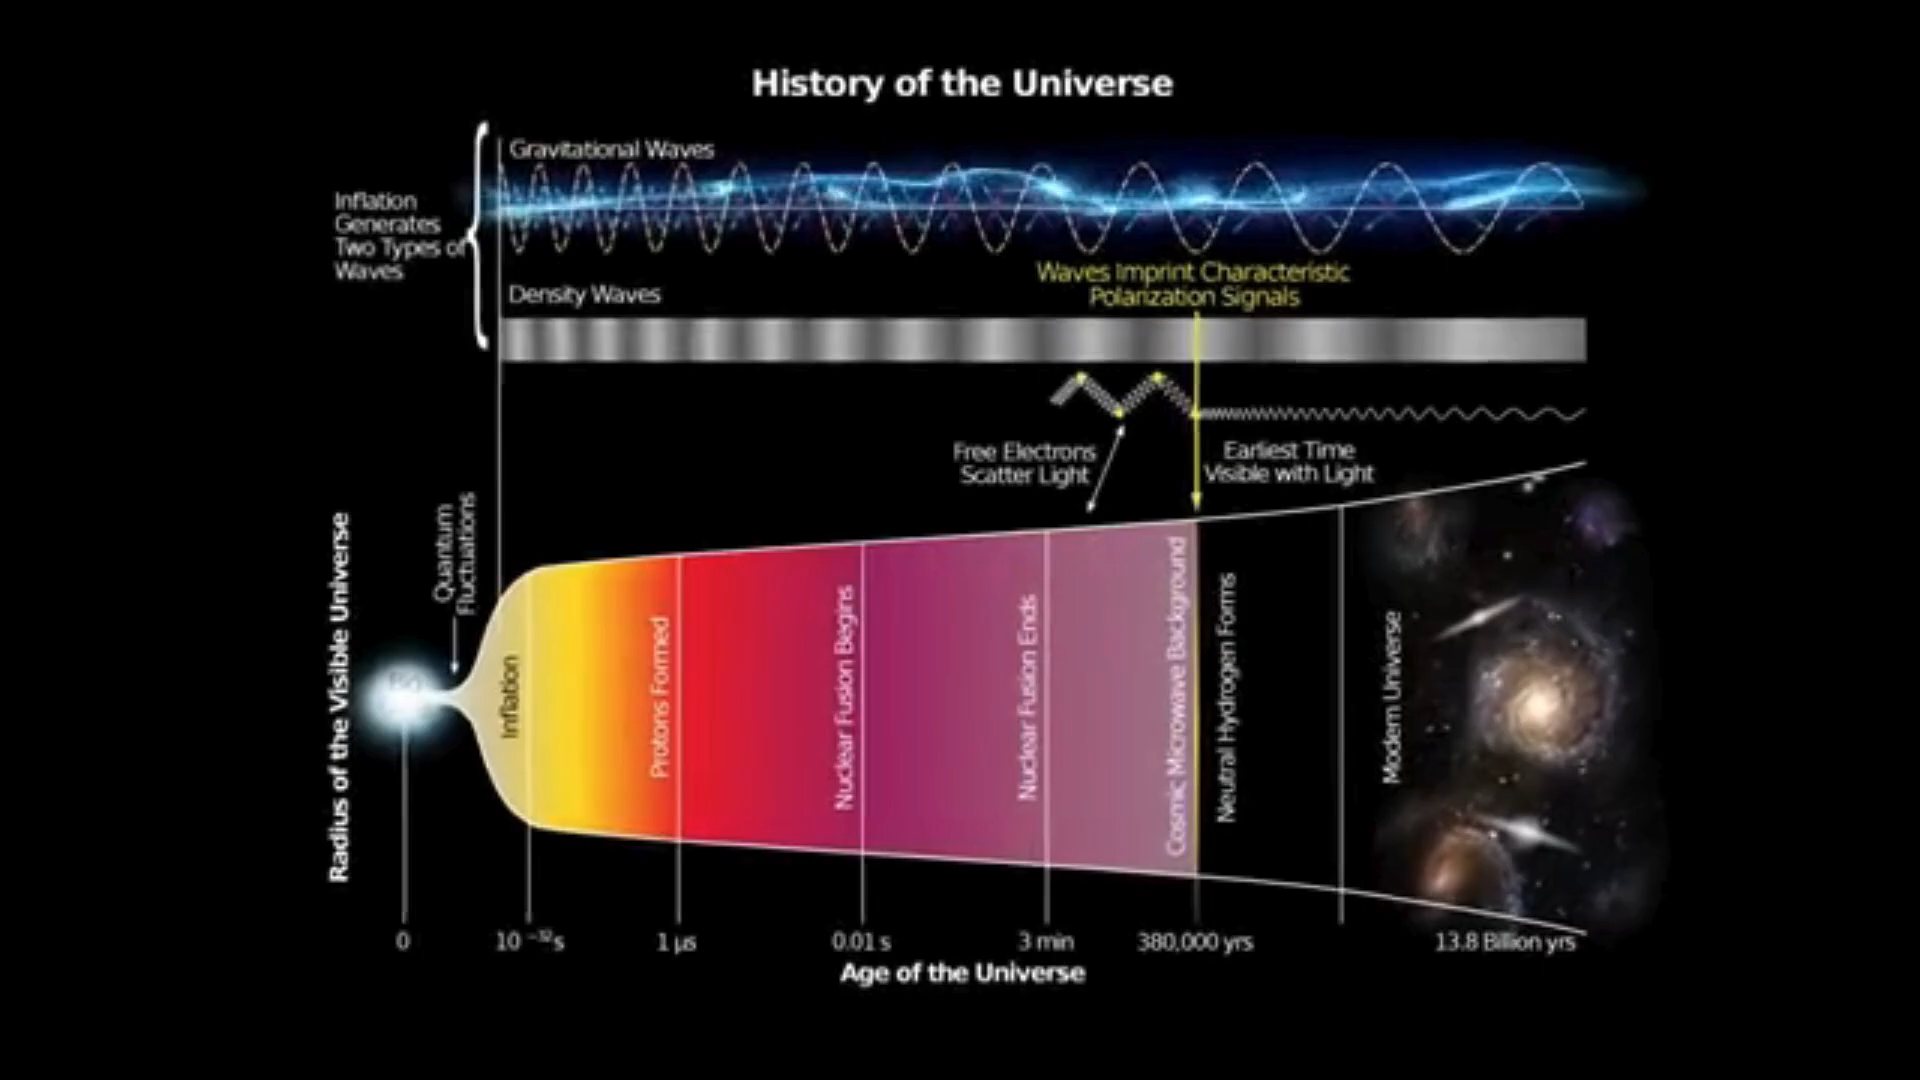 History of the Universe
Gravitational Waves
Inflation
Generates
Two Types of
Waves
Waves Imprint Characteristic
Polarization Signals
Density Waves
Free Electrons
Scatter Light
Earliest Time
Visible with Light
Radius of the Visible Universe
Quantum
Fluctuations
Inflation
Protons Formed
Nuclear Fusion Begins
Nuclear Fusion Ends
Cosmic Microwave Background
Neutral Hydrogen Forms
Modern Universe
0
10⁻³²s
1 µs
0.01 s
3 min
380,000 yrs
13.8 Billion yrs
Age of the Universe